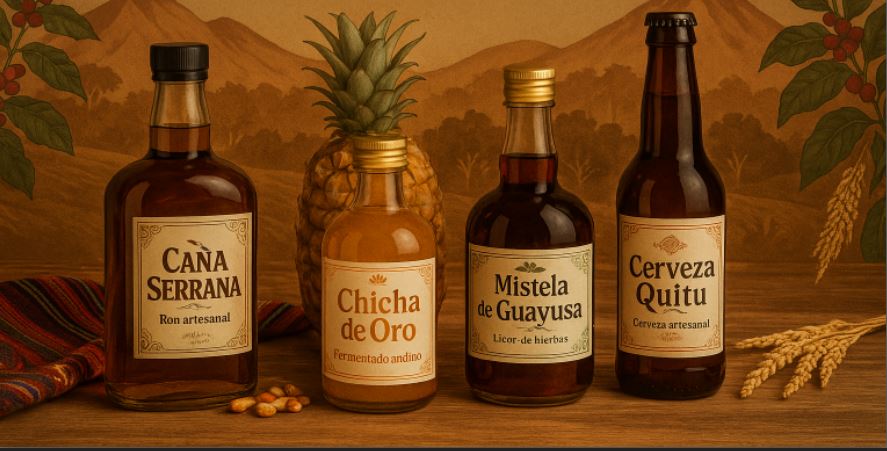 CAÑA
SERRANA
Ron artesanal
Chicha
de Oro
Fermentado andino
Mistela
de Guayusa
Licor-de hierbas
Cerveza
Quitu
Cerveza artesanal